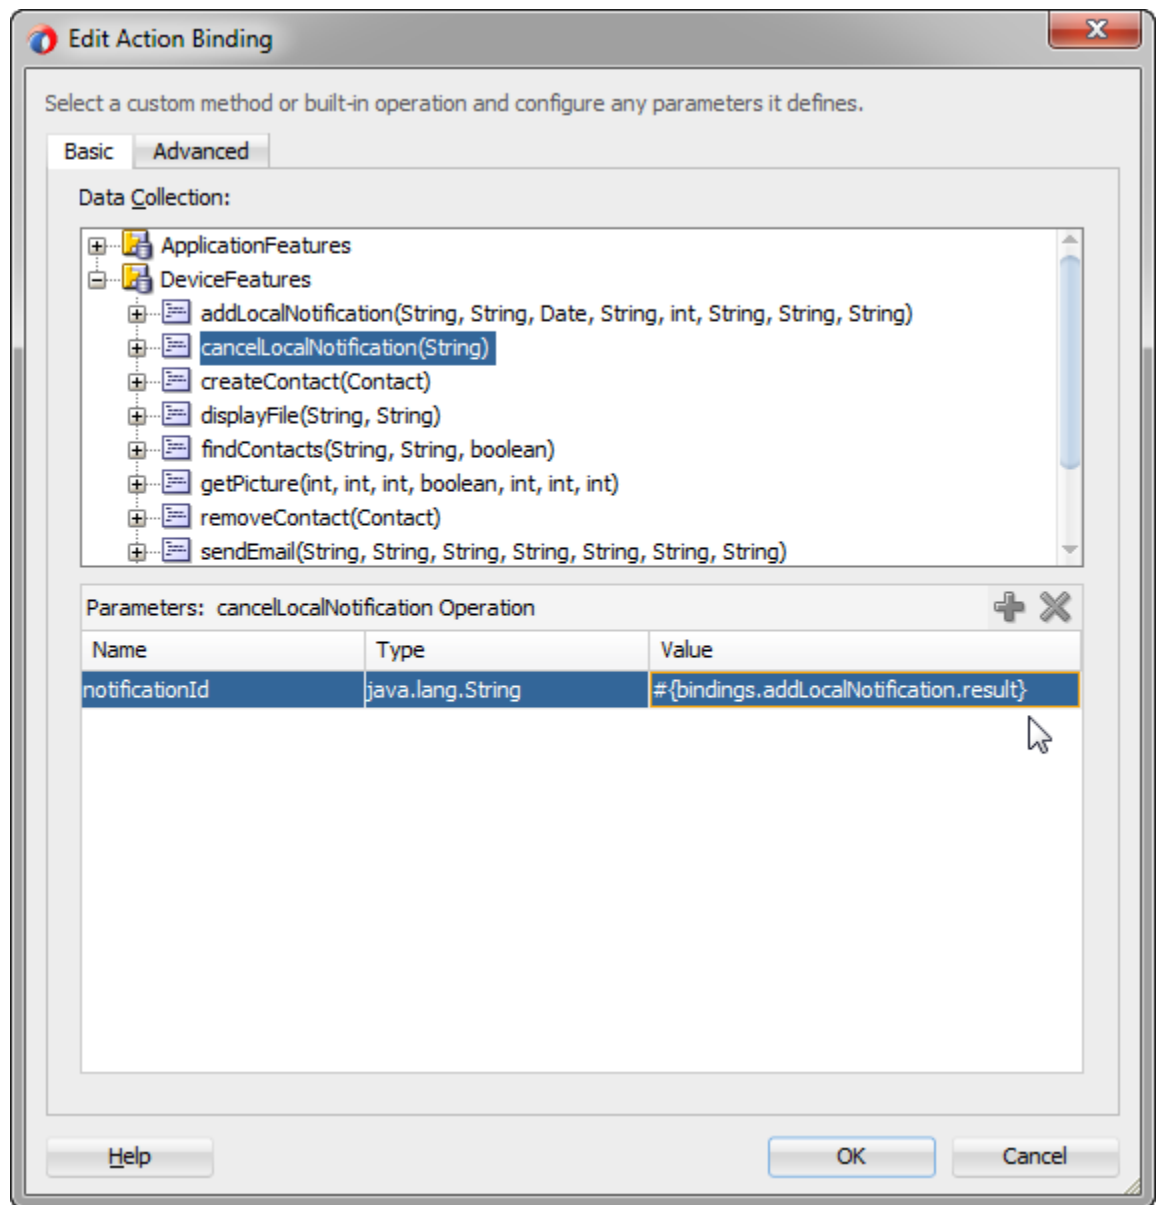 Edit Action Binding
Select a custom method or built-in operation and configure any parameters it defines.
Basic Advanced
Data Collection:
ApplicationFeatures
DeviceFeatures
addLocalNotification(String, String, Date, String, int, String, String, String)
cancelLocalNotification(String)
createContact(Contact)
displayFile(String, String)
findContacts(String, String, boolean)
getPicture(int, int, int, boolean, int, int, int)
removeContact(Contact)
sendEmail(String, String, String, String, String, String, String)
Parameters: cancelLocalNotification Operation
Name Type Value
notificationId java.lang.String #{bindings.addLocalNotification.result}
Help OK Cancel